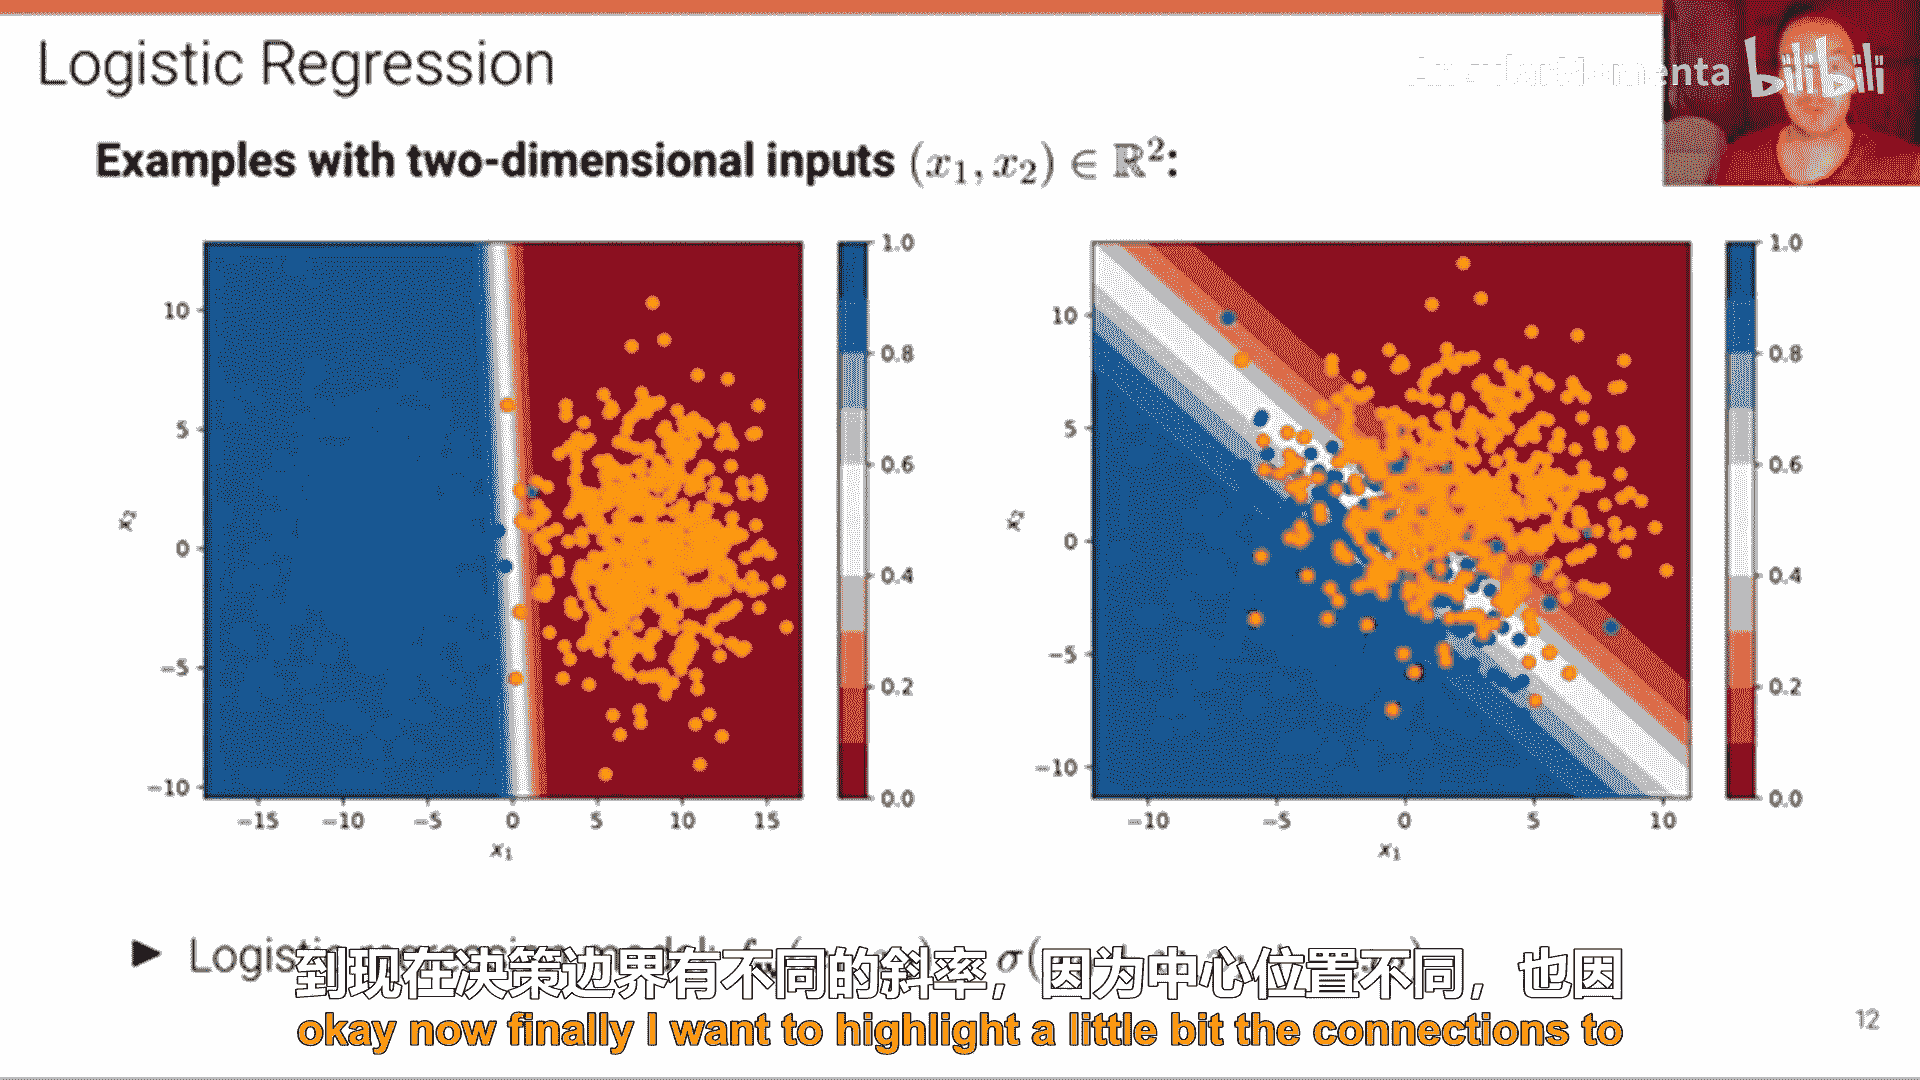 Logistic Regression
bilibili
Examples with two-dimensional inputs (x₁, x₂) ∈ ℝ²:
1.0
0.8
0.6
0.4
0.2
0.0
10
5
0
−5
−10
x₂
−15 −10 −5 0 5 10 15
x₁
1.0
0.8
0.6
0.4
0.2
0.0
10
5
0
−5
−10
x₂
−10 −5 0 5 10
x₁
► Logistic regression model:
σ(
到现在决策边界有不同的斜率，因为中心位置不同，也因
okay now finally I want to highlight a little bit the connections to
12